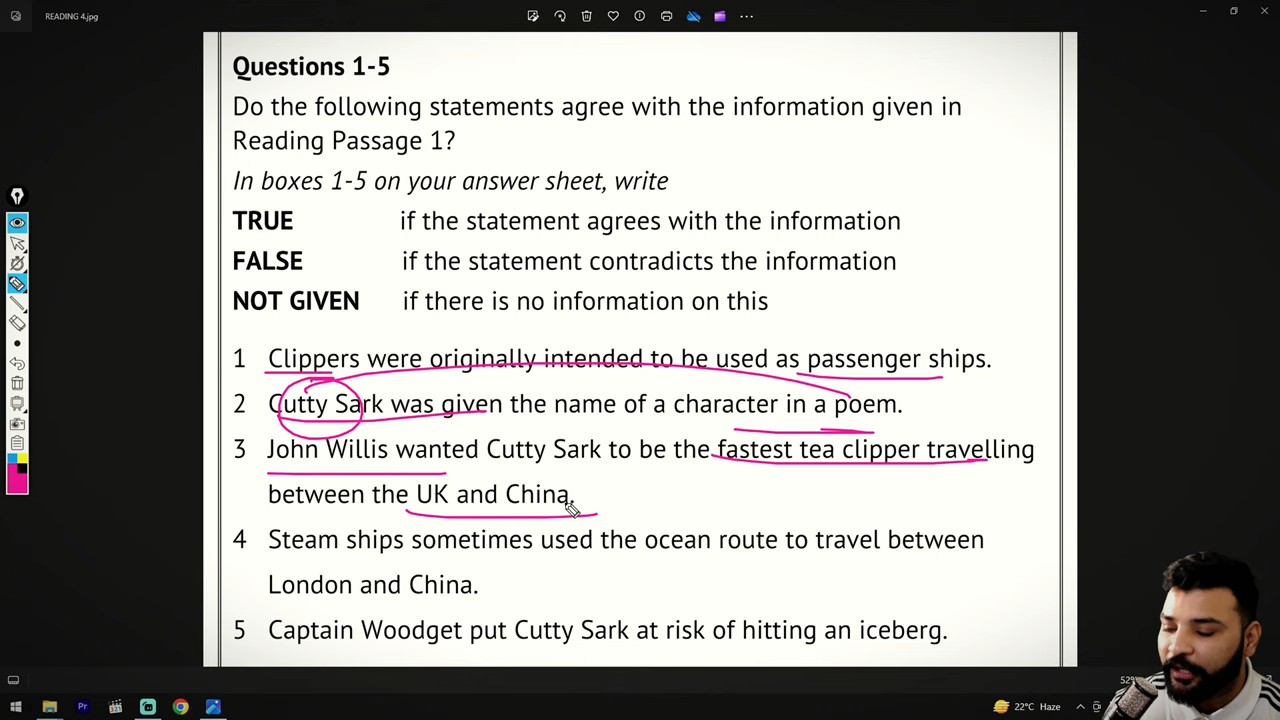 READING 4.jpg
Questions 1-5
Do the following statements agree with the information given in
Reading Passage 1?
In boxes 1-5 on your answer sheet, write
TRUE if the statement agrees with the information
FALSE if the statement contradicts the information
NOT GIVEN if there is no information on this
1 Clippers were originally intended to be used as passenger ships.
2 Cutty Sark was given the name of a character in a poem.
3 John Willis wanted Cutty Sark to be the fastest tea clipper travelling
between the UK and China.
4 Steam ships sometimes used the ocean route to travel between
London and China.
5 Captain Woodget put Cutty Sark at risk of hitting an iceberg.
Pr
22°C Haze